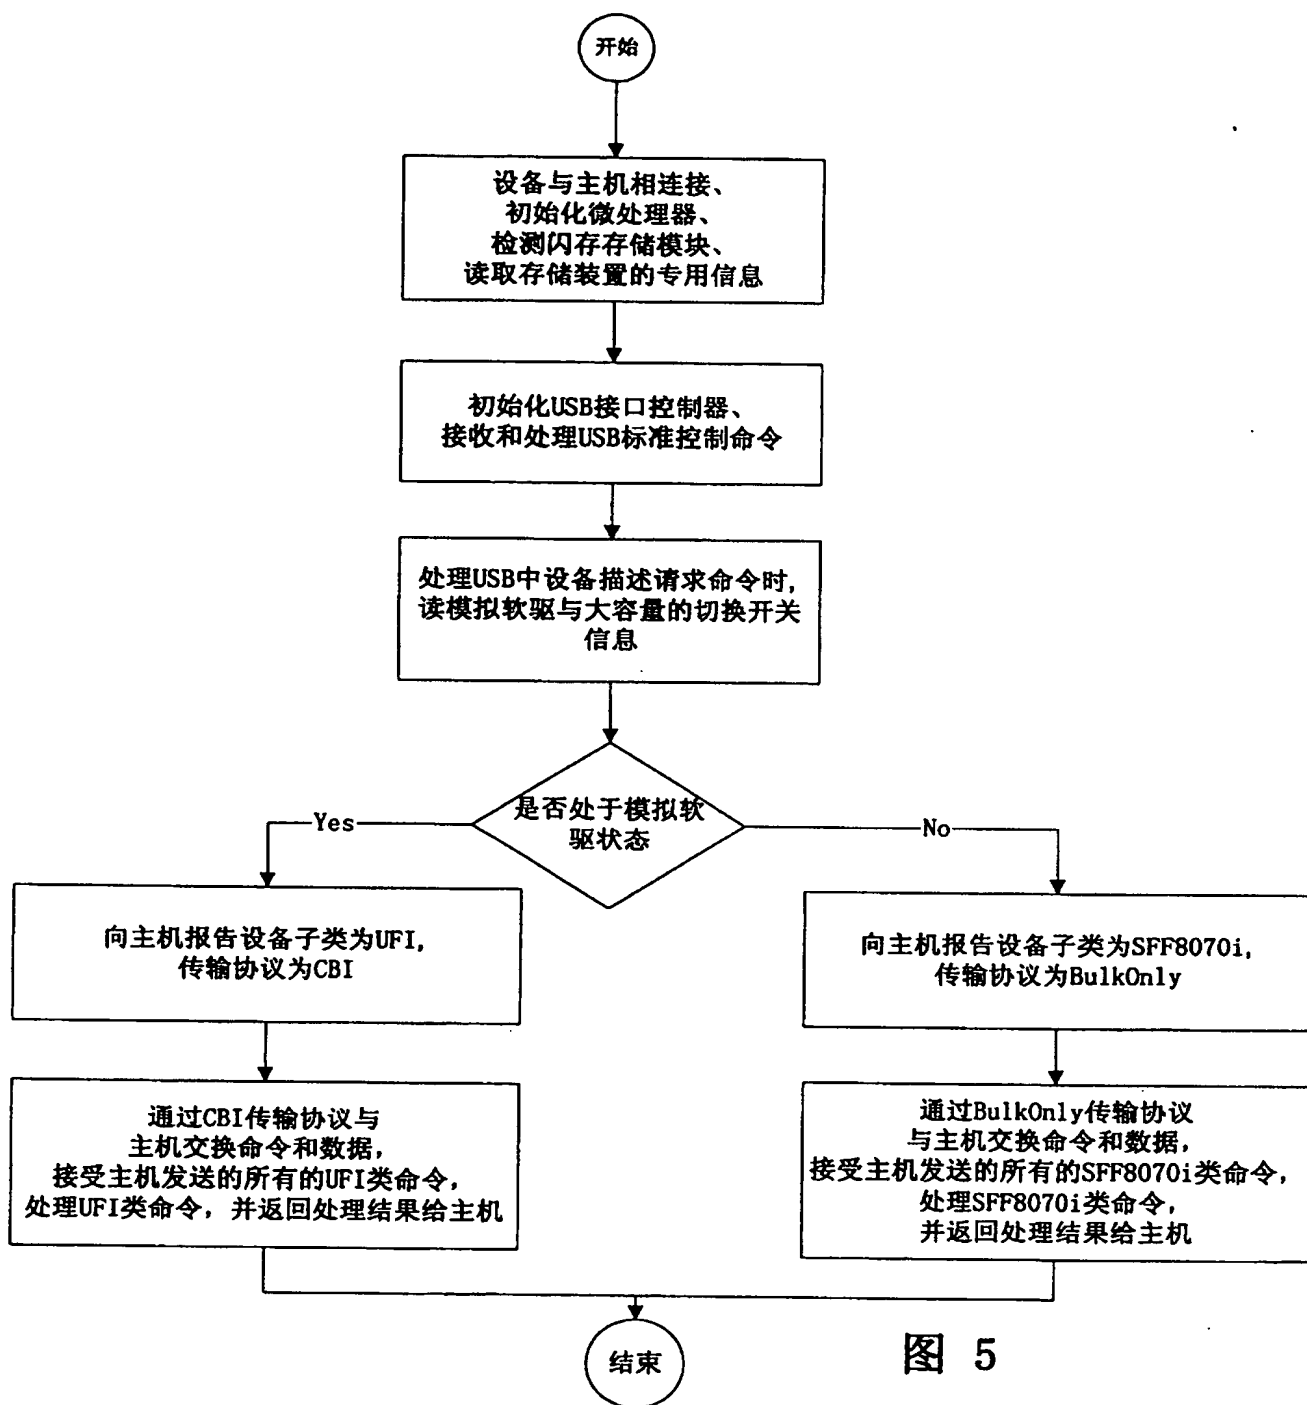 开始
设备与主机相连接、
初始化微处理器、
检测闪存存储模块、
读取存储装置的专用信息
初始化USB接口控制器、
接收和处理USB标准控制命令
处理USB中设备描述请求命令时,
读模拟软驱与大容量的切换开关
信息
是否处于模拟软
驱状态
Yes
No
向主机报告设备子类为UFI,
传输协议为CBI
向主机报告设备子类为SFF8070i,
传输协议为BulkOnly
通过CBI传输协议与
主机交换命令和数据,
接受主机发送的所有的UFI类命令,
处理UFI类命令, 并返回处理结果给主机
通过BulkOnly传输协议
与主机交换命令和数据,
接受主机发送的所有的SFF8070i类命令,
处理SFF8070i类命令,
并返回处理结果给主机
结束
图 5